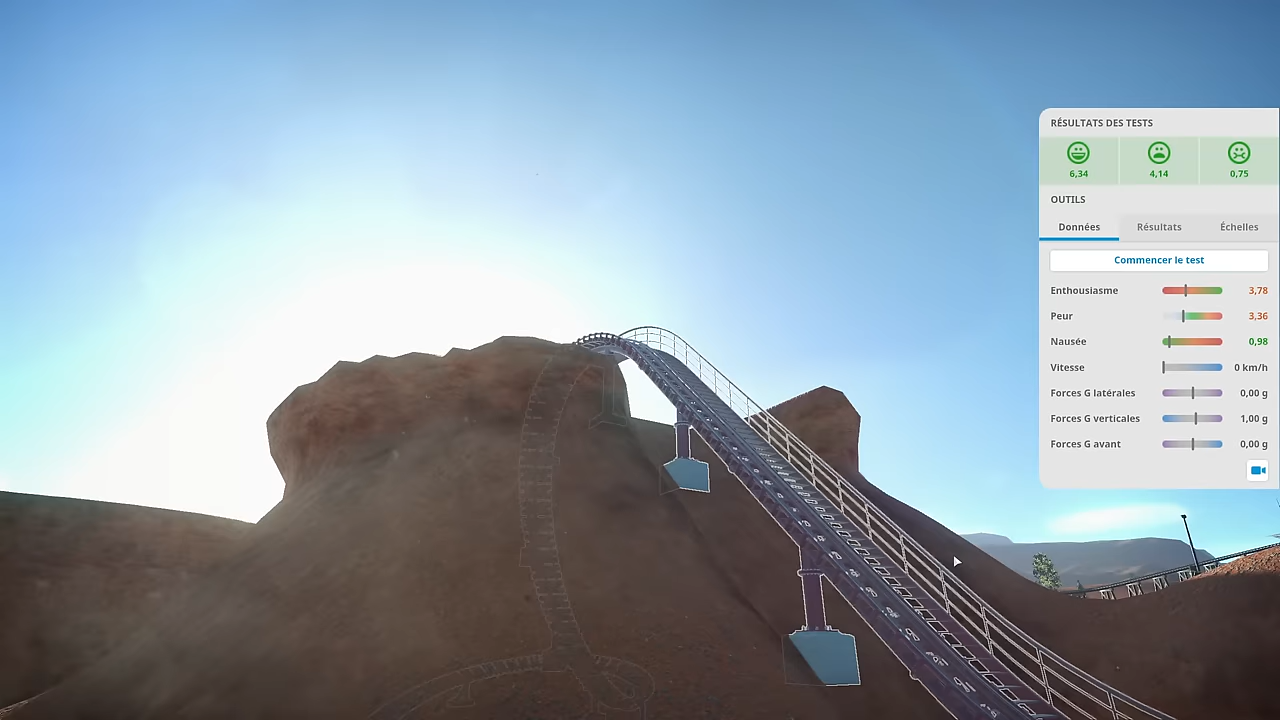 RÉSULTATS DES TESTS
6,34 4,14 0,75
OUTILS
Données Résultats Échelles
Commencer le test
Enthousiasme 3,78
Peur 3,36
Nausée 0,98
Vitesse 0 km/h
Forces G latérales 0,00 g
Forces G verticales 1,00 g
Forces G avant 0,00 g